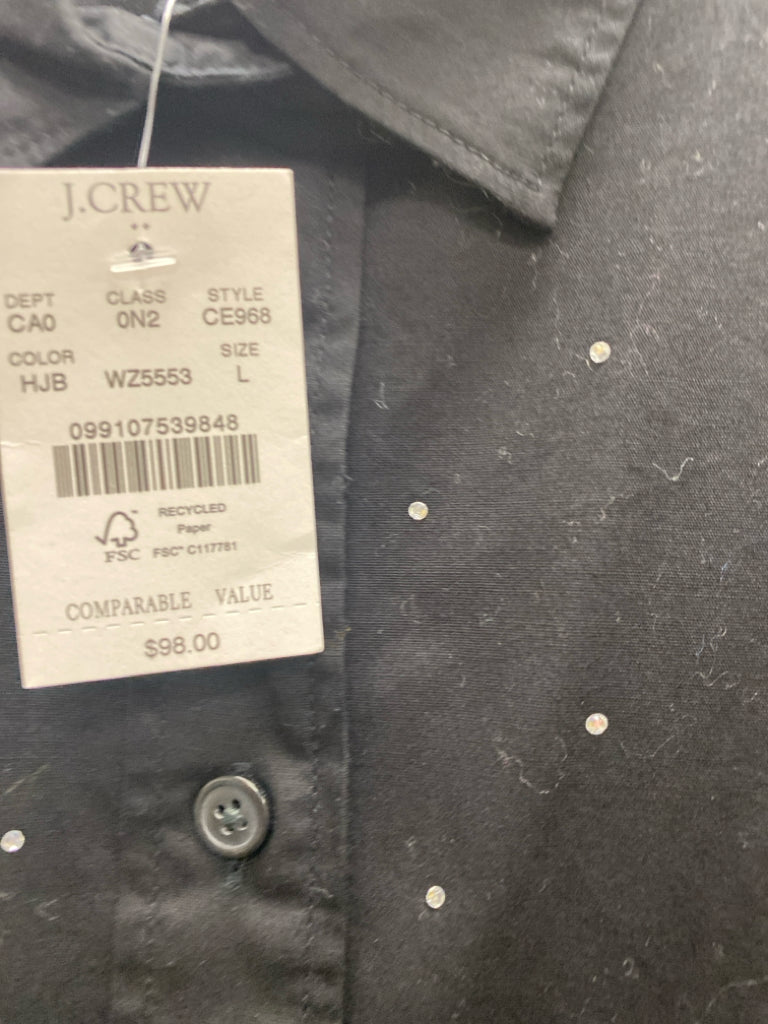 J.CREW
DEPT CLASS STYLE
CA0 0N2 CE968
COLOR SIZE
HJB WZ5553 L
099107539848
RECYCLED
Paper
FSC™ FSC® C117781
COMPARABLE VALUE
$98.00